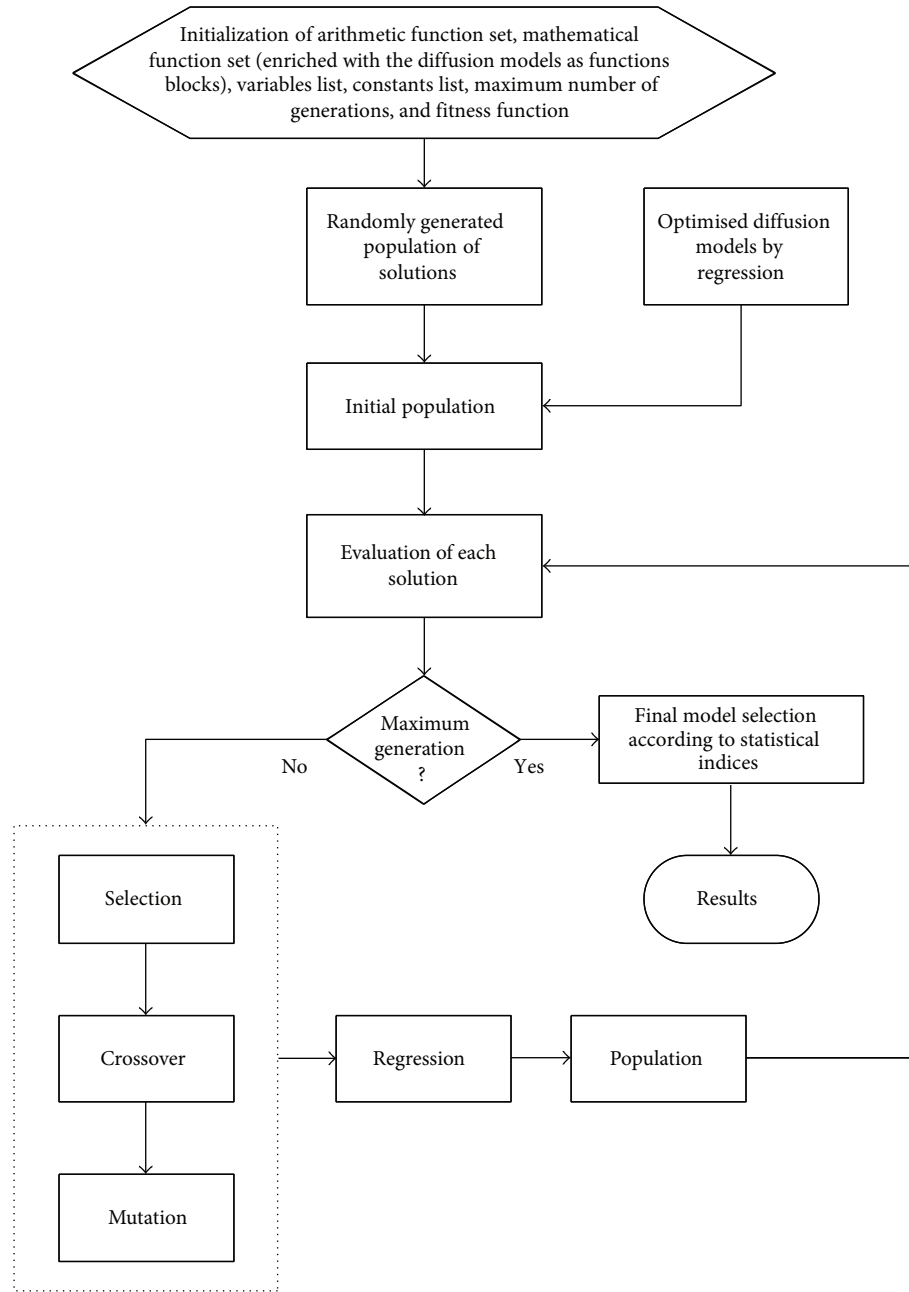 Initialization of arithmetic function set, mathematical
function set (enriched with the diffusion models as functions
blocks), variables list, constants list, maximum number of
generations, and fitness function
Randomly generated
population of
solutions
Optimised diffusion
models by
regression
Initial population
Evaluation of each
solution
Maximum
generation
?
No
Yes
Final model selection
according to statistical
indices
Results
Selection
Crossover
Mutation
Regression
Population